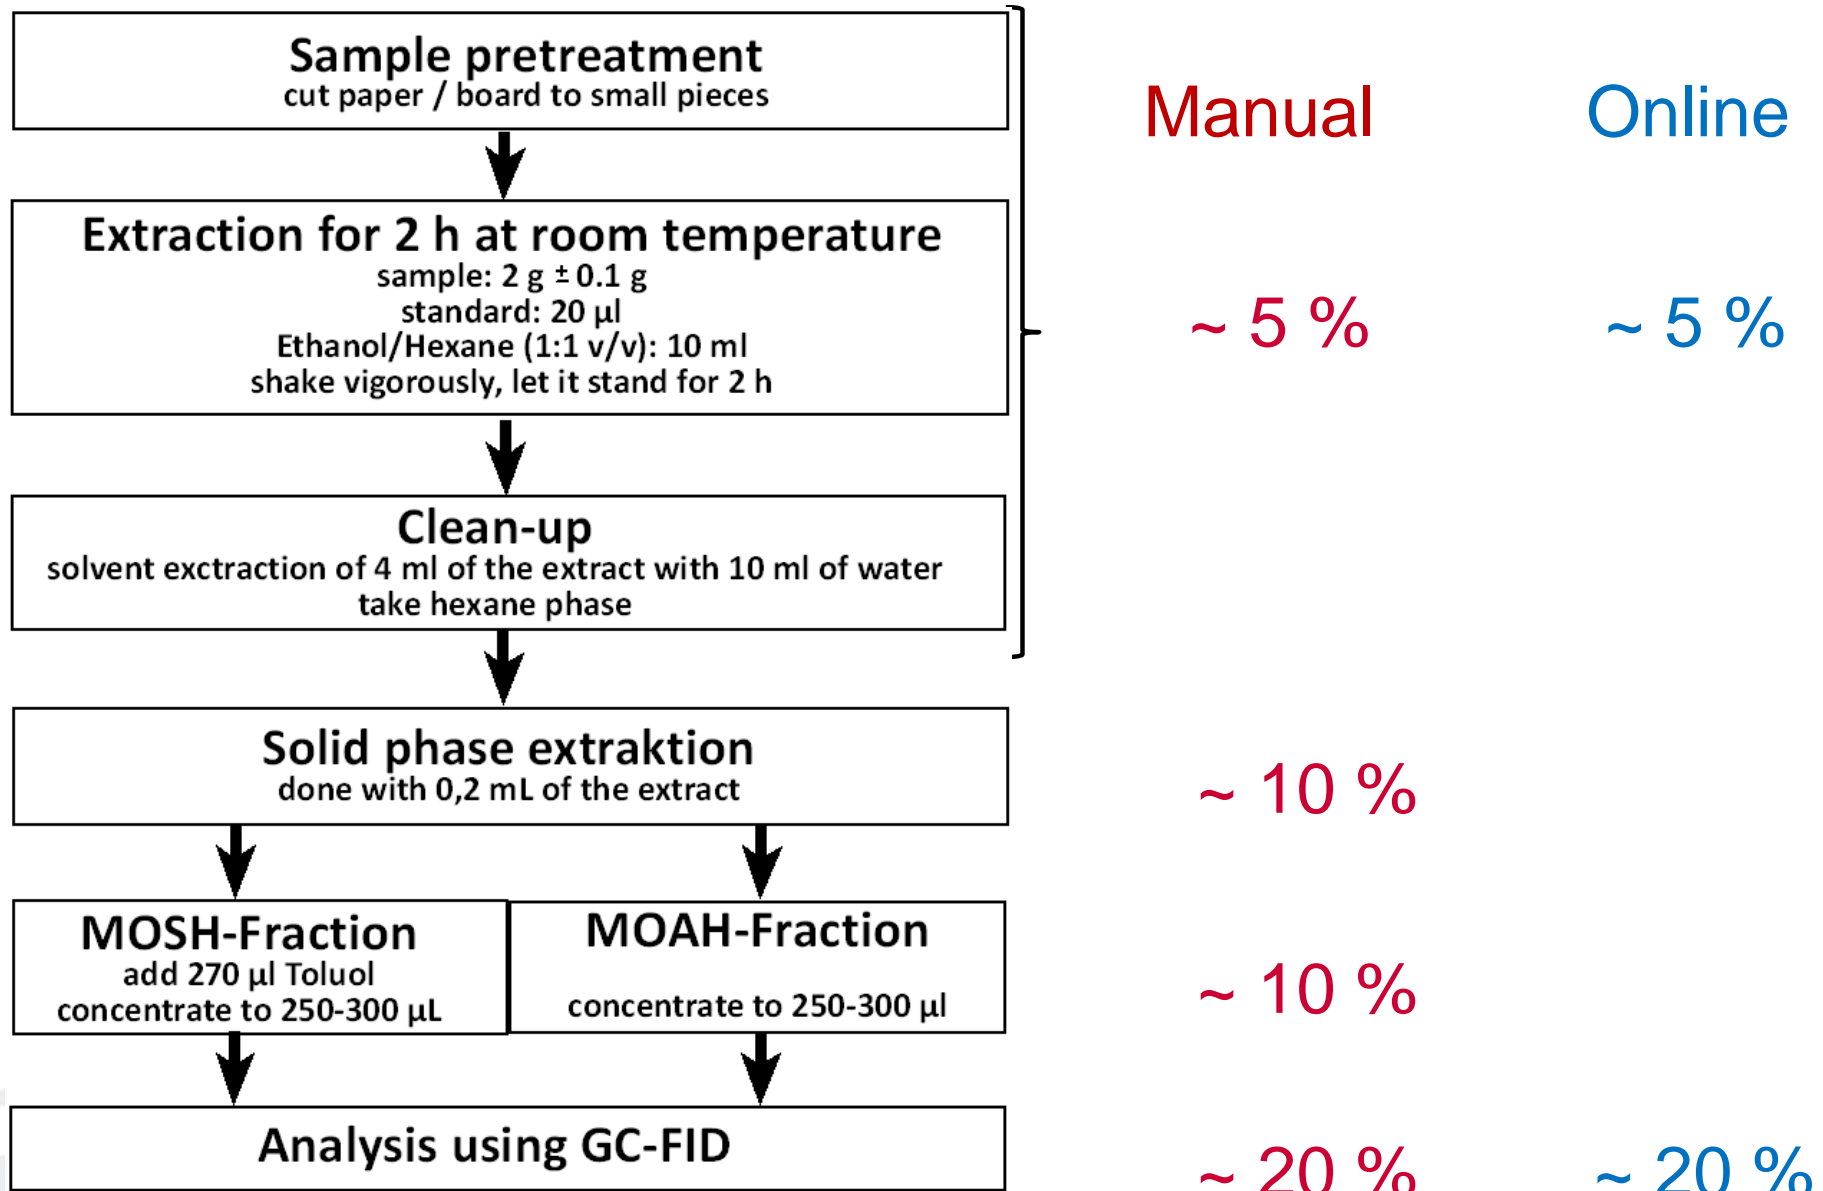 Sample pretreatment
cut paper / board to small pieces
Manual
Online
Extraction for 2 h at room temperature
sample: 2 g ± 0.1 g
standard: 20 µl
Ethanol/Hexane (1:1 v/v): 10 ml
shake vigorously, let it stand for 2 h
~ 5 %
~ 5 %
Clean-up
solvent exctraction of 4 ml of the extract with 10 ml of water
take hexane phase
Solid phase extraktion
done with 0,2 mL of the extract
~ 10 %
MOSH-Fraction
add 270 µl Toluol
concentrate to 250-300 µL
MOAH-Fraction
concentrate to 250-300 µl
~ 10 %
Analysis using GC-FID
~ 20 %
~ 20 %